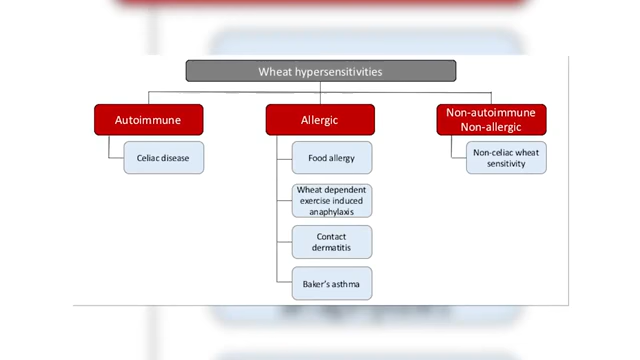 Wheat hypersensitivities
Autoimmune
Celiac disease
Allergic
Food allergy
Wheat dependent
exercise induced
anaphylaxis
Contact
dermatitis
Baker's asthma
Non-autoimmune
Non-allergic
Non-celiac wheat
sensitivity